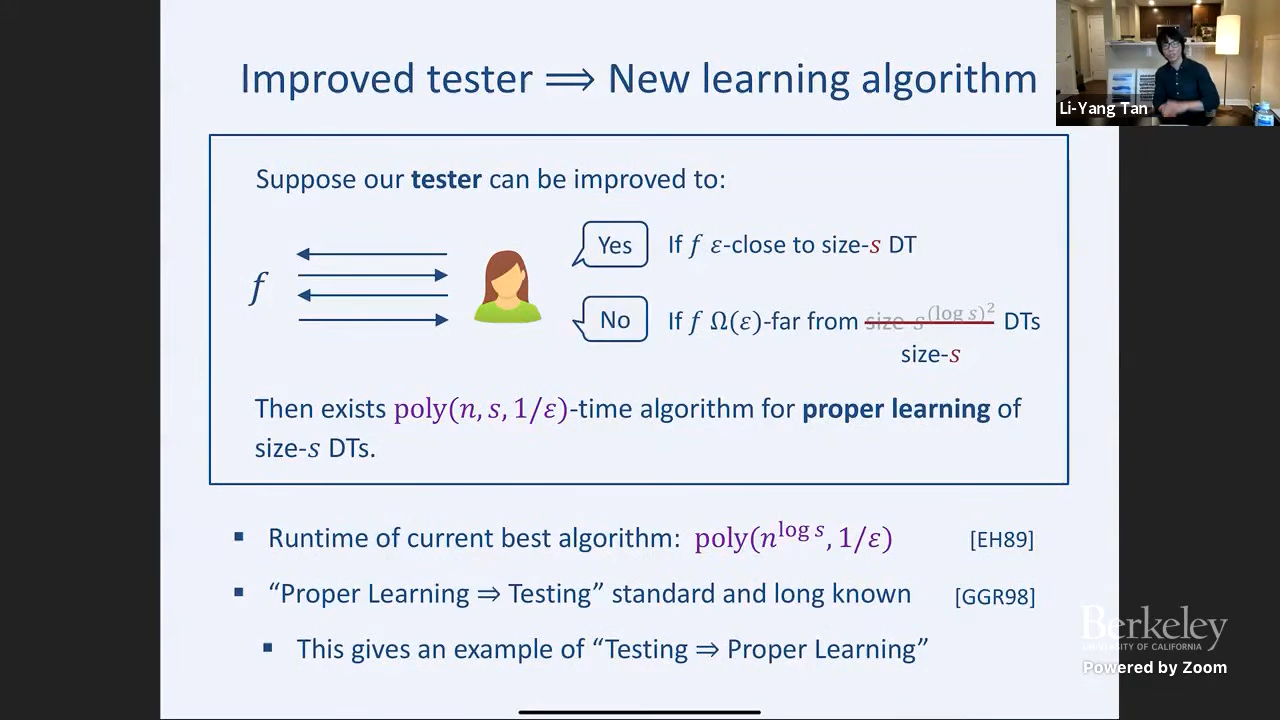 Improved tester ⟹ New learning algorithm
Li-Yang Tan
Suppose our tester can be improved to:
Yes
If f ε-close to size-s DT
f
No
If f Ω(ε)-far from size-s^(log s)^2 DTs
size-s
Then exists poly(n, s, 1/ε)-time algorithm for proper learning of
size-s DTs.
▪ Runtime of current best algorithm: poly(n^log s, 1/ε) [EH89]
▪ “Proper Learning ⇒ Testing” standard and long known [GGR98]
▪ This gives an example of “Testing ⇒ Proper Learning”
Berkeley
UNIVERSITY OF CALIFORNIA
Powered by Zoom